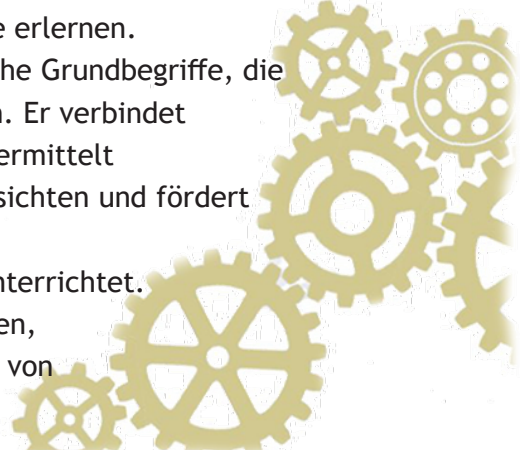 e erlernen.
he Grundbegriffe, die
n. Er verbindet
ermittelt
sichten und fördert
nterrichtet.
en,
von